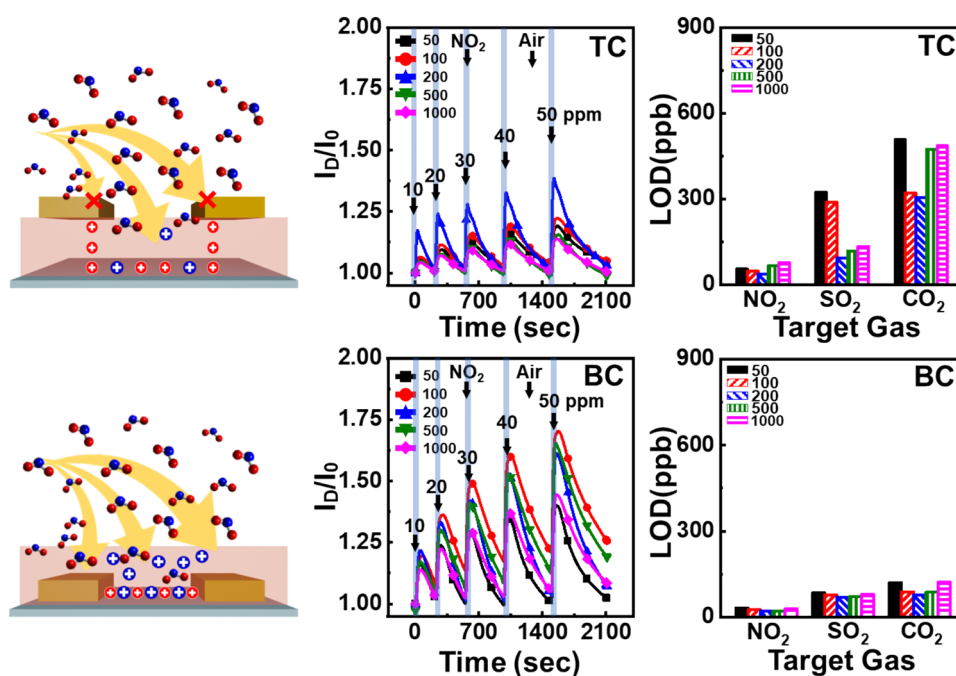 2.00
1.75
1.50
1.25
1.00
I_D/I_0
50
100
200
500
1000
NO₂
Air
TC
10
20
30
40
50 ppm
0
700
1400
2100
Time (sec)
900
600
300
0
LOD(ppb)
50
100
200
500
1000
TC
NO₂
SO₂
CO₂
Target Gas
2.00
1.75
1.50
1.25
1.00
I_D/I_0
50
100
200
500
1000
NO₂
Air
BC
10
20
30
40
50 ppm
0
700
1400
2100
Time (sec)
900
600
300
0
LOD(ppb)
50
100
200
500
1000
BC
NO₂
SO₂
CO₂
Target Gas